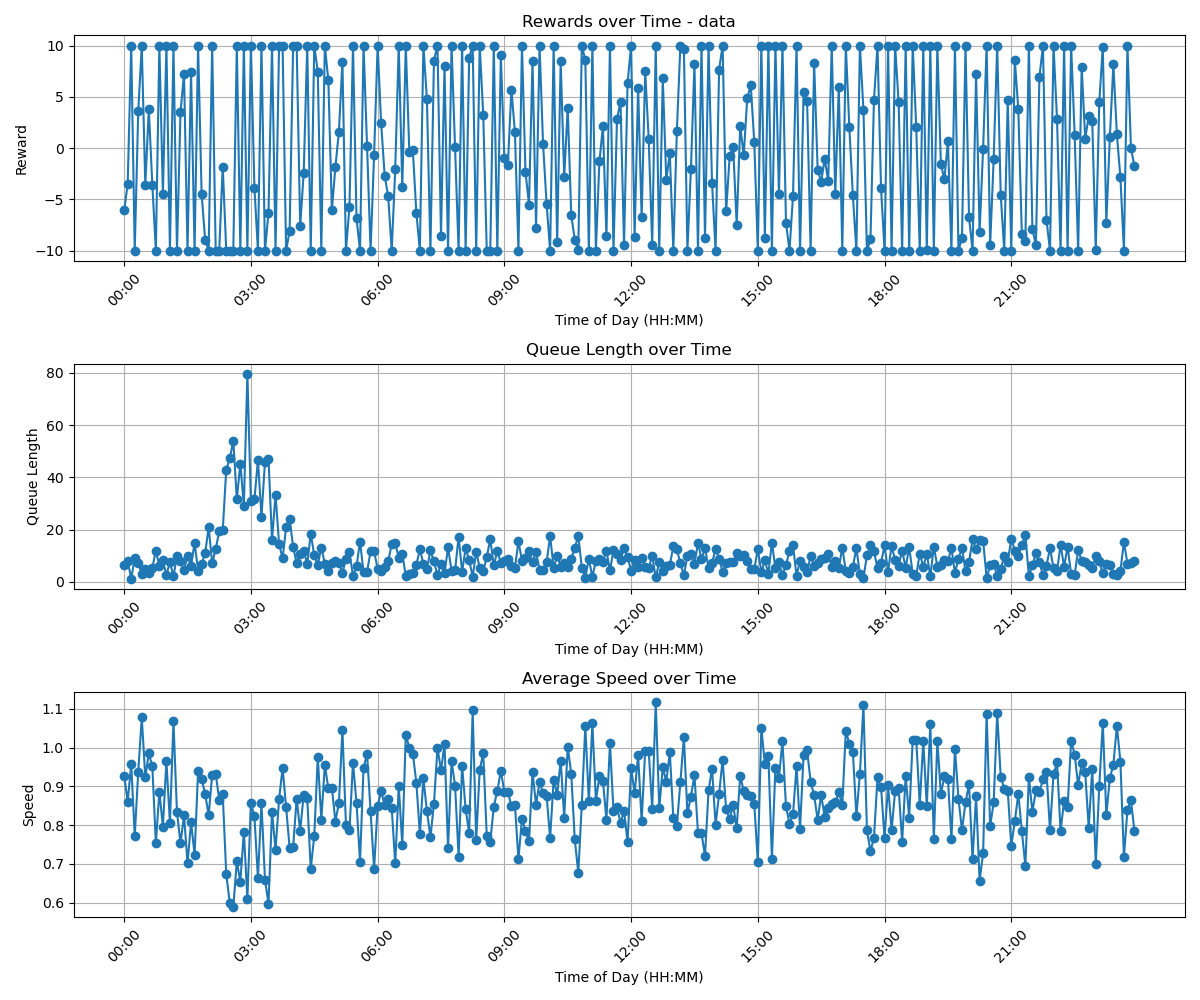 Rewards over Time - data
Reward
10
5
0
−5
−10
00:00 03:00 06:00 09:00 12:00 15:00 18:00 21:00
Time of Day (HH:MM)
Queue Length over Time
Queue Length
80
60
40
20
0
00:00 03:00 06:00 09:00 12:00 15:00 18:00 21:00
Time of Day (HH:MM)
Average Speed over Time
Speed
1.1
1.0
0.9
0.8
0.7
0.6
00:00 03:00 06:00 09:00 12:00 15:00 18:00 21:00
Time of Day (HH:MM)